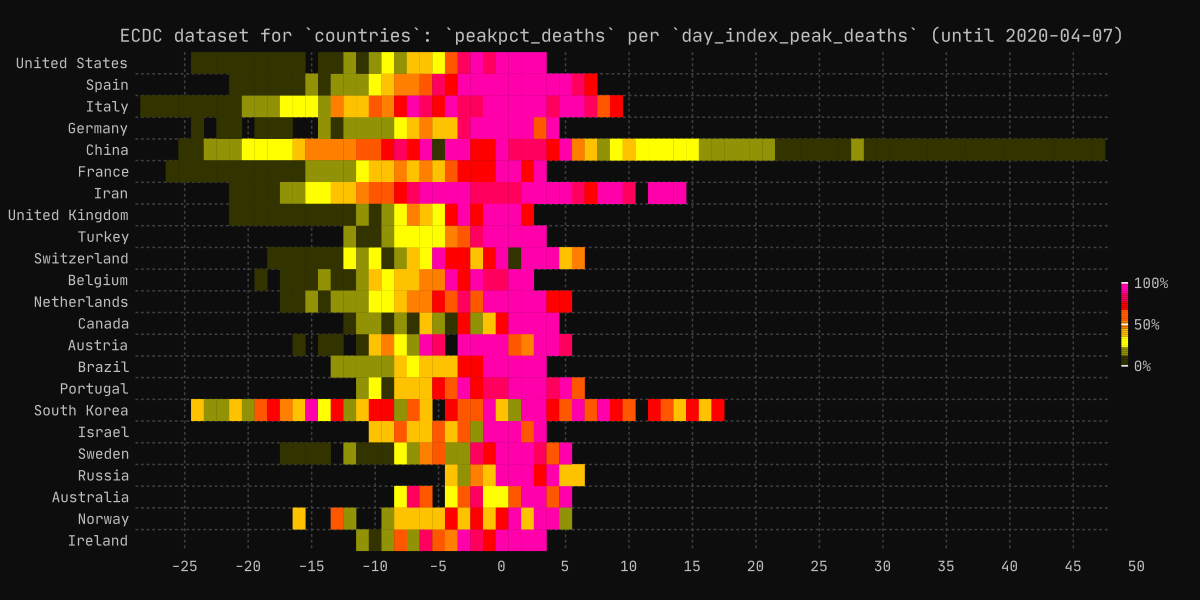 ECDC dataset for `countries`: `peakpct_deaths` per `day_index_peak_deaths` (until 2020-04-07)
United States
Spain
Italy
Germany
China
France
Iran
United Kingdom
Turkey
Switzerland
Belgium
Netherlands
Canada
Austria
Brazil
Portugal
South Korea
Israel
Sweden
Russia
Australia
Norway
Ireland
100%
50%
0%
-25 -20 -15 -10 -5 0 5 10 15 20 25 30 35 40 45 50